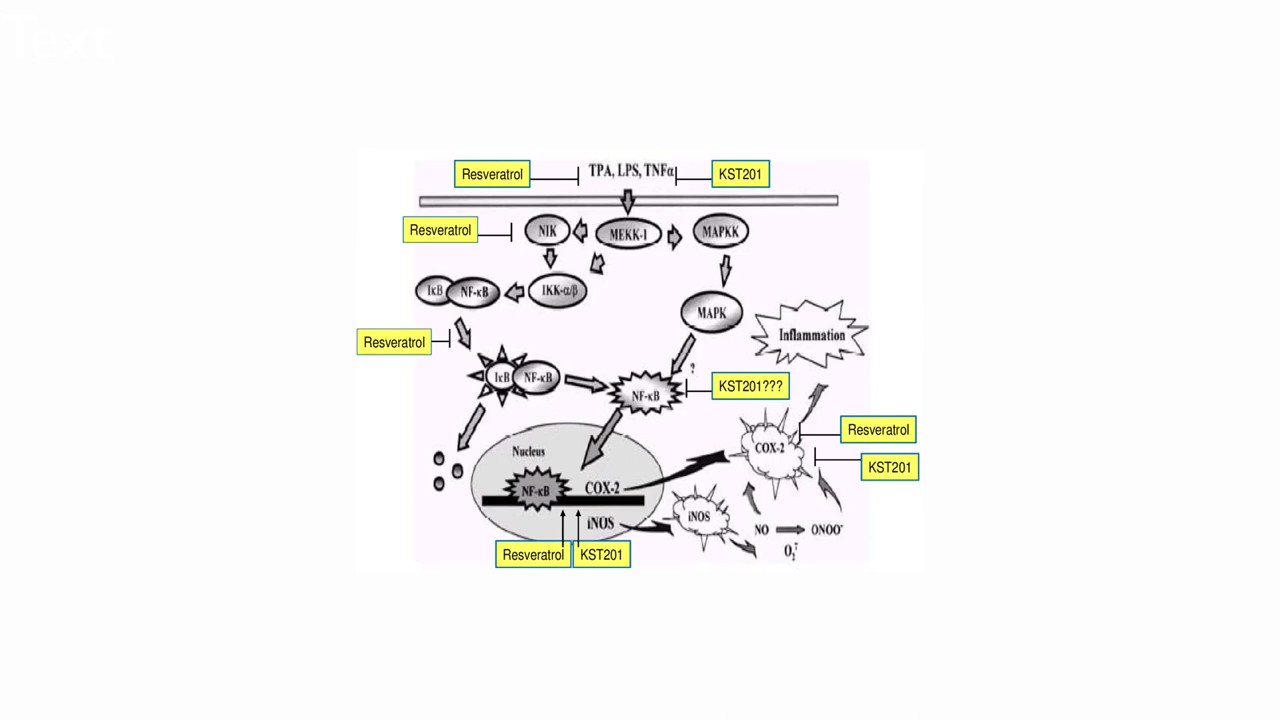 Text
Resveratrol
TPA, LPS, TNFα
KST201
Resveratrol
NIK
MEKK-1
MAPKK
IκB
NF-κB
IKK-α/β
MAPK
Inflammation
Resveratrol
IκB
NF-κB
?
NF-κB
KST201???
Resveratrol
COX-2
KST201
Nucleus
NF-κB
COX-2
iNOS
iNOS
NO
ONOO⁻
O₂⁻
Resveratrol
KST201